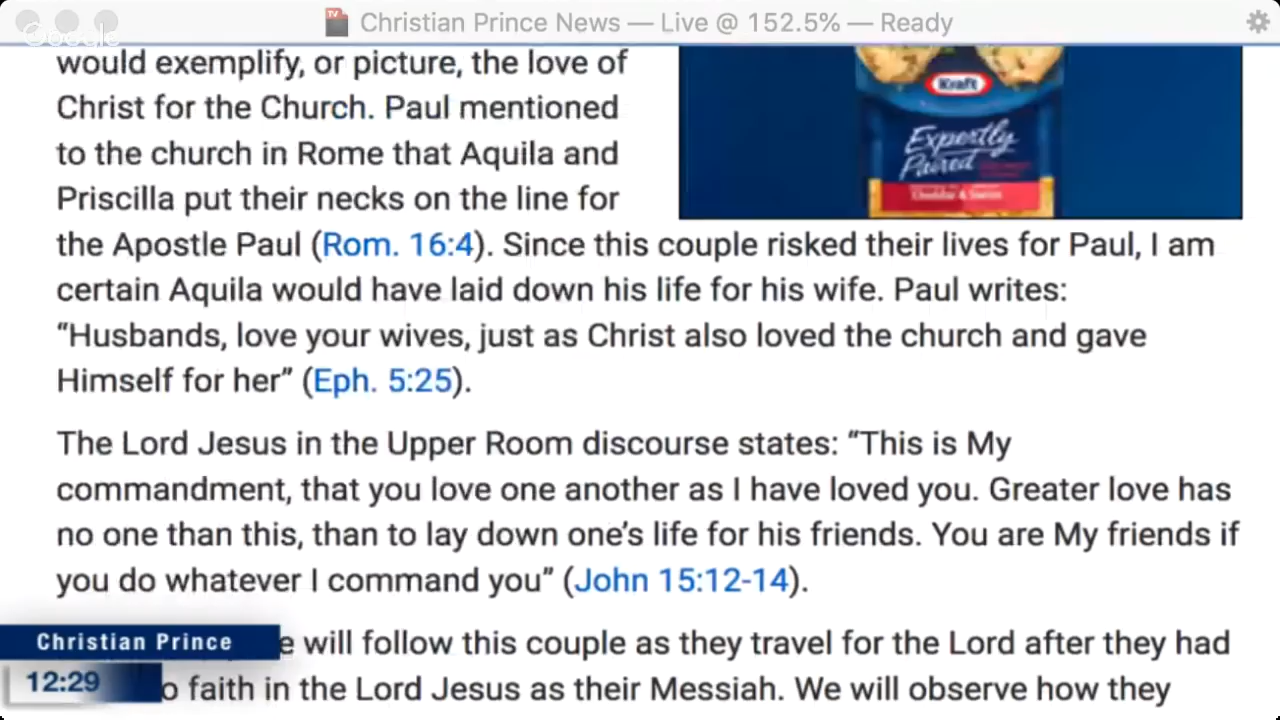 Christian Prince News — Live @ 152.5% — Ready
Google
would exemplify, or picture, the love of
Christ for the Church. Paul mentioned
to the church in Rome that Aquila and
Priscilla put their necks on the line for
the Apostle Paul (Rom. 16:4). Since this couple risked their lives for Paul, I am
certain Aquila would have laid down his life for his wife. Paul writes:
“Husbands, love your wives, just as Christ also loved the church and gave
Himself for her” (Eph. 5:25).
Kraft
Expertly
Paired
Cheddar & Swiss
The Lord Jesus in the Upper Room discourse states: “This is My
commandment, that you love one another as I have loved you. Greater love has
no one than this, than to lay down one’s life for his friends. You are My friends if
you do whatever I command you” (John 15:12-14).
e will follow this couple as they travel for the Lord after they had
o faith in the Lord Jesus as their Messiah. We will observe how they
Christian Prince
12:29